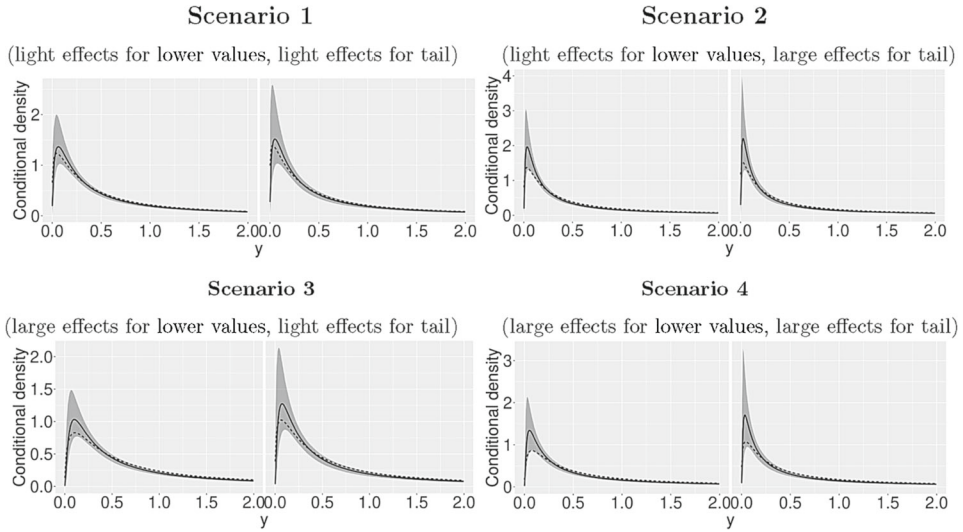 Scenario 1
(light effects for lower values, light effects for tail)
Conditional density
2
1
0
0.0 0.5 1.0 1.5 2.0 0.0 0.5 1.0 1.5 2.0
y
Scenario 2
(light effects for lower values, large effects for tail)
Conditional density
4
3
2
1
0
0.0 0.5 1.0 1.5 2.0 0.0 0.5 1.0 1.5 2.0
y
Scenario 3
(large effects for lower values, light effects for tail)
Conditional density
2.0
1.5
1.0
0.5
0.0
0.0 0.5 1.0 1.5 2.0 0.0 0.5 1.0 1.5 2.0
y
Scenario 4
(large effects for lower values, large effects for tail)
Conditional density
3
2
1
0
0.0 0.5 1.0 1.5 2.0 0.0 0.5 1.0 1.5 2.0
y